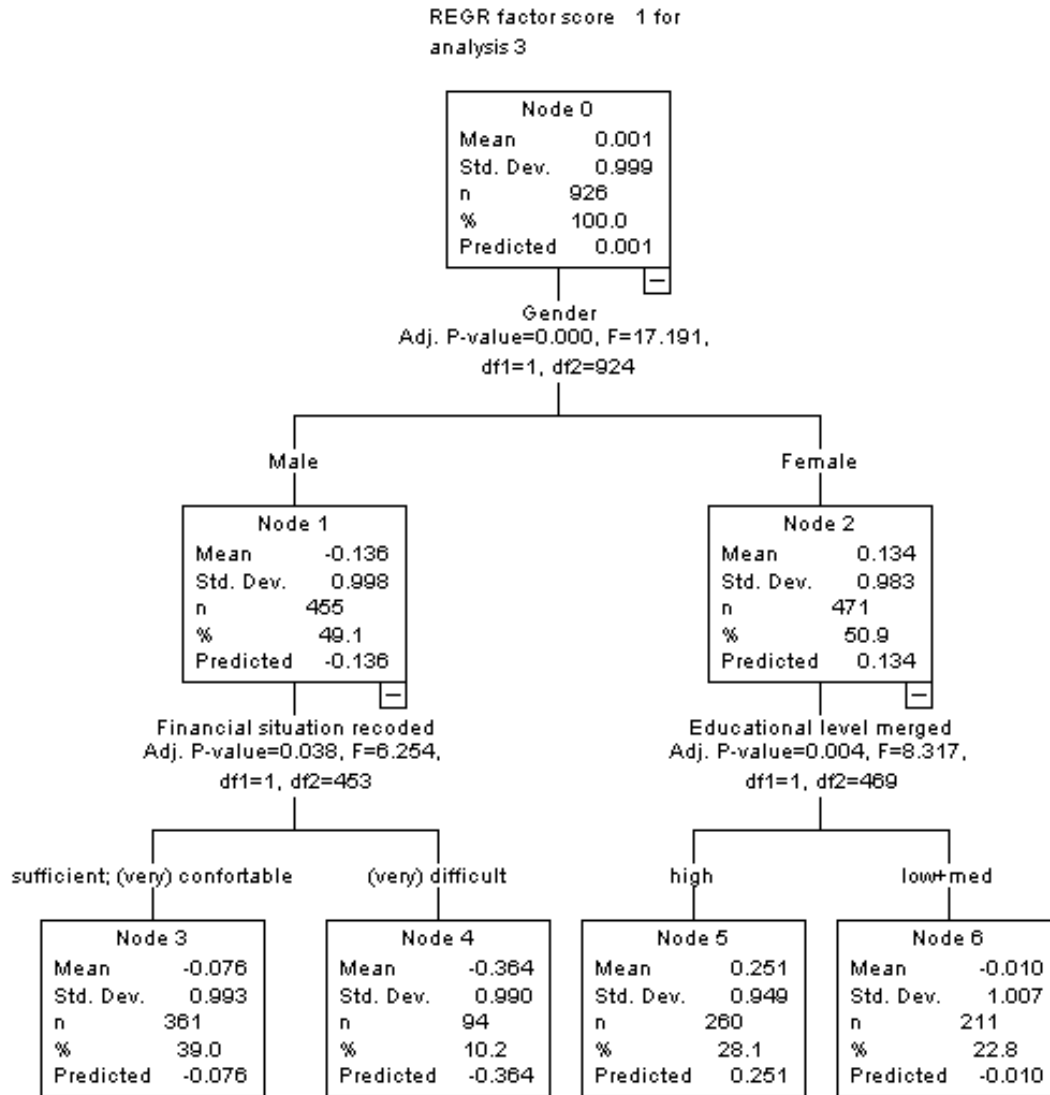 REGR factor score 1 for
analysis 3
Node 0
Mean 0.001
Std. Dev. 0.999
n 926
% 100.0
Predicted 0.001
Gender
Adj. P-value=0.000, F=17.191,
df1=1, df2=924
Male
Female
Node 1
Mean -0.136
Std. Dev. 0.998
n 455
% 49.1
Predicted -0.136
Node 2
Mean 0.134
Std. Dev. 0.983
n 471
% 50.9
Predicted 0.134
Financial situation recoded
Adj. P-value=0.038, F=6.254,
df1=1, df2=453
Educational level merged
Adj. P-value=0.004, F=8.317,
df1=1, df2=469
sufficient; (very) confortable
(very) difficult
high
low+med
Node 3
Mean -0.076
Std. Dev. 0.993
n 361
% 39.0
Predicted -0.076
Node 4
Mean -0.364
Std. Dev. 0.990
n 94
% 10.2
Predicted -0.364
Node 5
Mean 0.251
Std. Dev. 0.949
n 260
% 28.1
Predicted 0.251
Node 6
Mean -0.010
Std. Dev. 1.007
n 211
% 22.8
Predicted -0.010